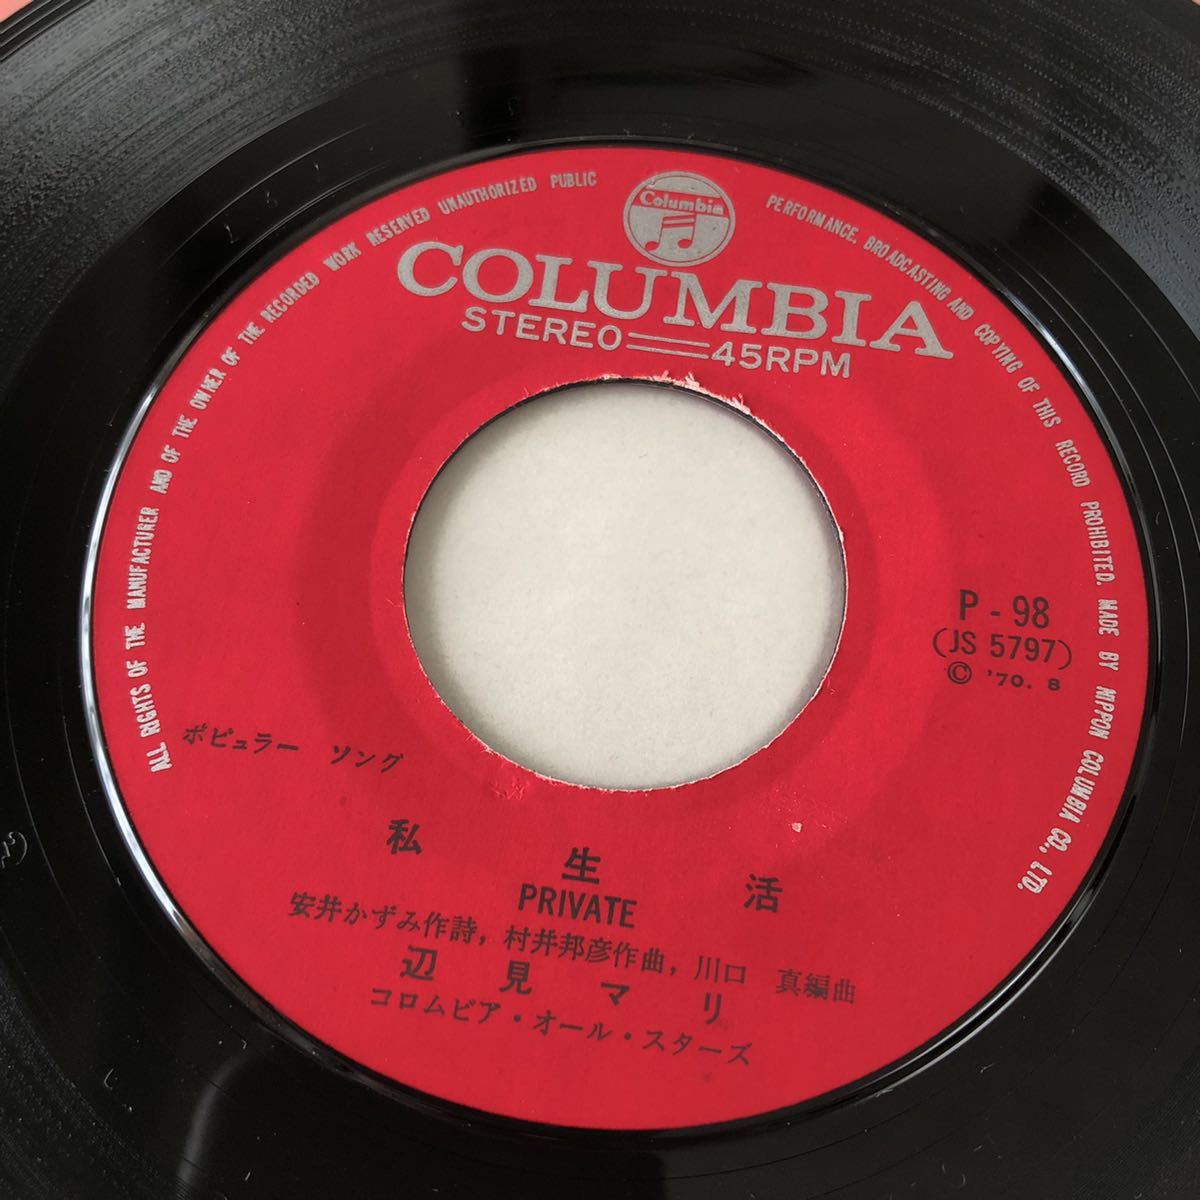 ALL RIGHTS OF THE MANUFACTURER AND OF THE OWNER OF THE RECORDED WORK RESERVED UNAUTHORIZED PUBLIC PERFORMANCE, BROADCASTING AND COPYING OF THIS RECORD PROHIBITED. MADE BY NIPPON COLUMBIA CO., LTD.
Columbia
COLUMBIA
STEREO 45RPM
P - 98
(JS 5797)
© '70. 8
ポピュラー ソング
私 生 活
PRIVATE
安井かずみ作詩, 村井邦彦作曲, 川口 真編曲
辺見マリ
コロムビア・オール・スターズ